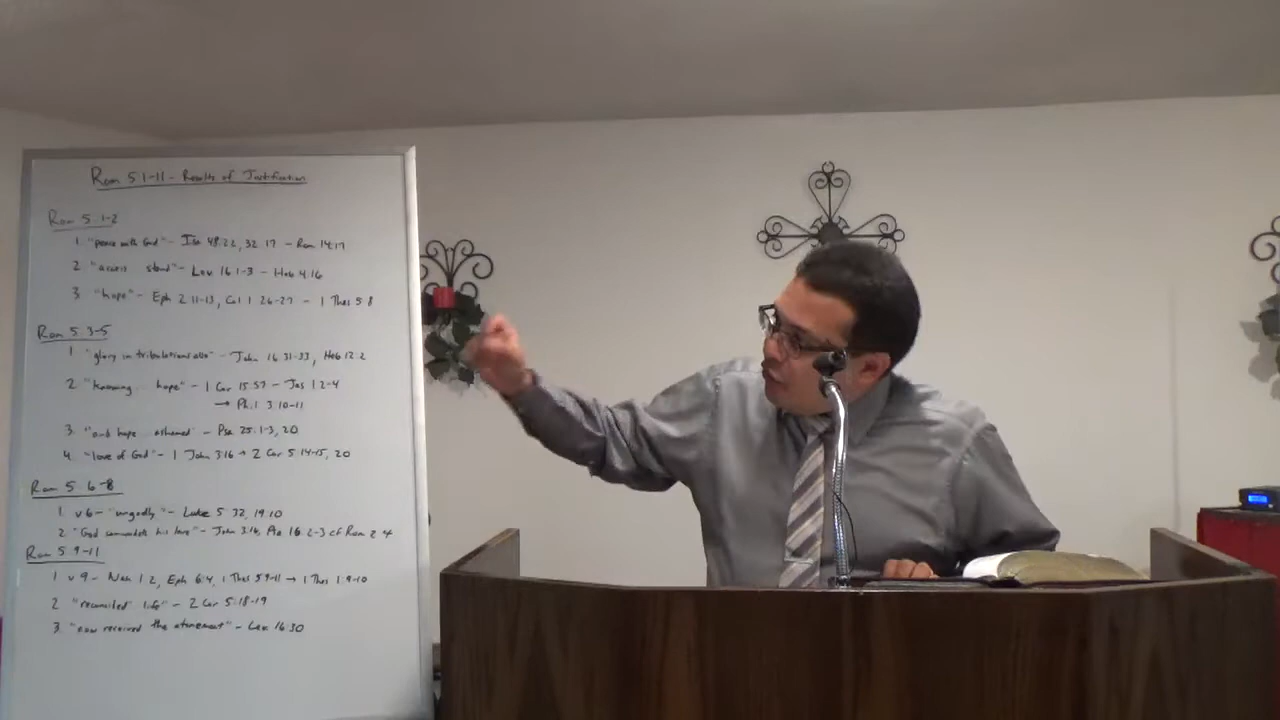 Rom 5 1-11 - Results of Justification
Rom 5 1-2
1. "peace with God" - Isa 48:22, 32:17 - Rom 14:17
2 "access stand" - Lev 16 1-3 - Heb 4:16
3 "hope" - Eph 2 11-13, Col 1 26-27 - 1 Thes 5 8
Rom 5 3-5
1 "glory in tribulations also" - John 16 31-33, Heb 12:2
2 "knowing... hope" - 1 Cor 15:57 - Jas 1 2-4
→ Phil 3 10-11
3 "and hope ashamed" - Psa 25:1-3, 20
4. "love of God" - 1 John 3:16 → 2 Cor 5 14-15, 20
Rom 5 6-8
1. v 6 - "ungodly" - Luke 5 32, 19:10
2 "God commendeth his love" - John 3:16, 16 2-3 cf Rom 2 4
Rom 5 9-11
1 v 9 - Nah 1 2, Eph 5:6, 1 Thes 5 9-11 → 1 Thes 1:9-10
2 "reconciled" life" - 2 Cor 5:18-19
3. "now received the atonement" - Lev 16:30